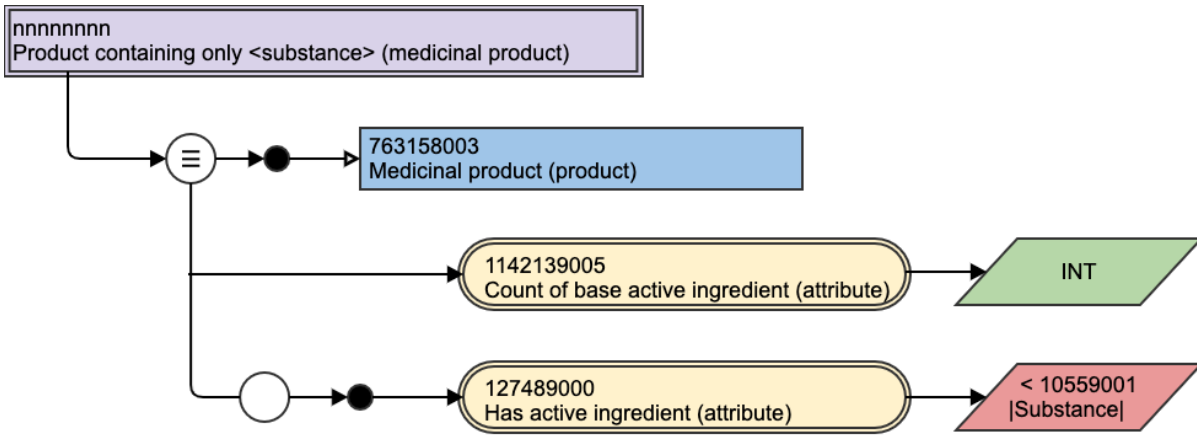 nnnnnnnn
Product containing only <substance> (medicinal product)
763158003
Medicinal product (product)
1142139005
Count of base active ingredient (attribute)
INT
127489000
Has active ingredient (attribute)
< 10559001
|Substance|